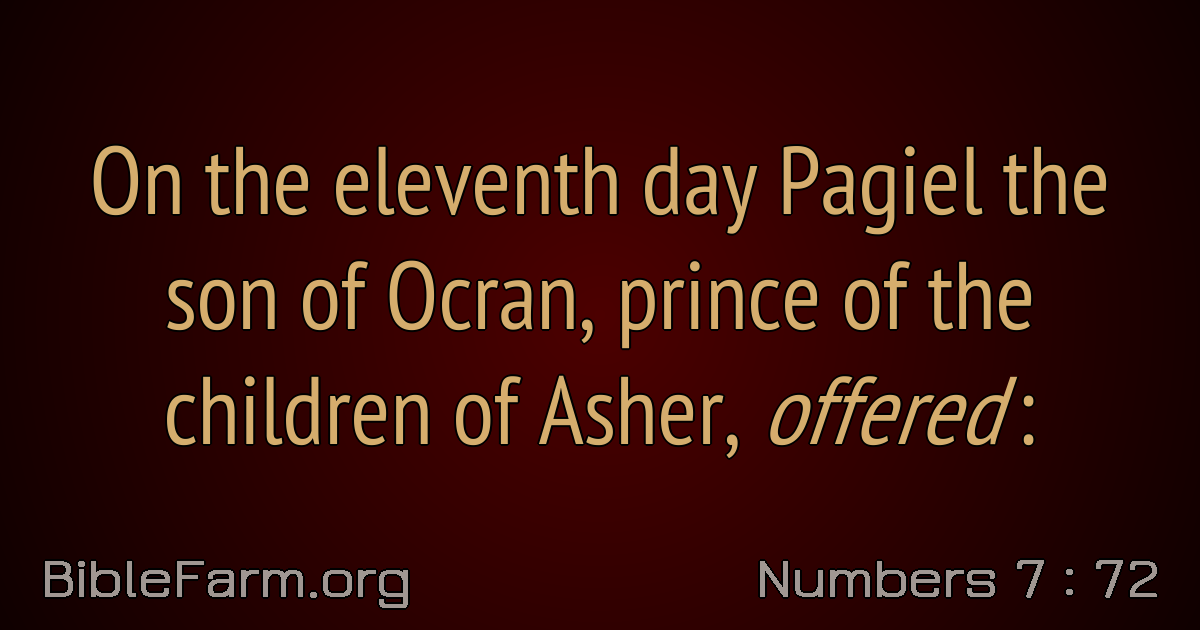 On the eleventh day Pagiel the
son of Ocran, prince of the
children of Asher, offered:
BibleFarm.org
Numbers 7 : 72